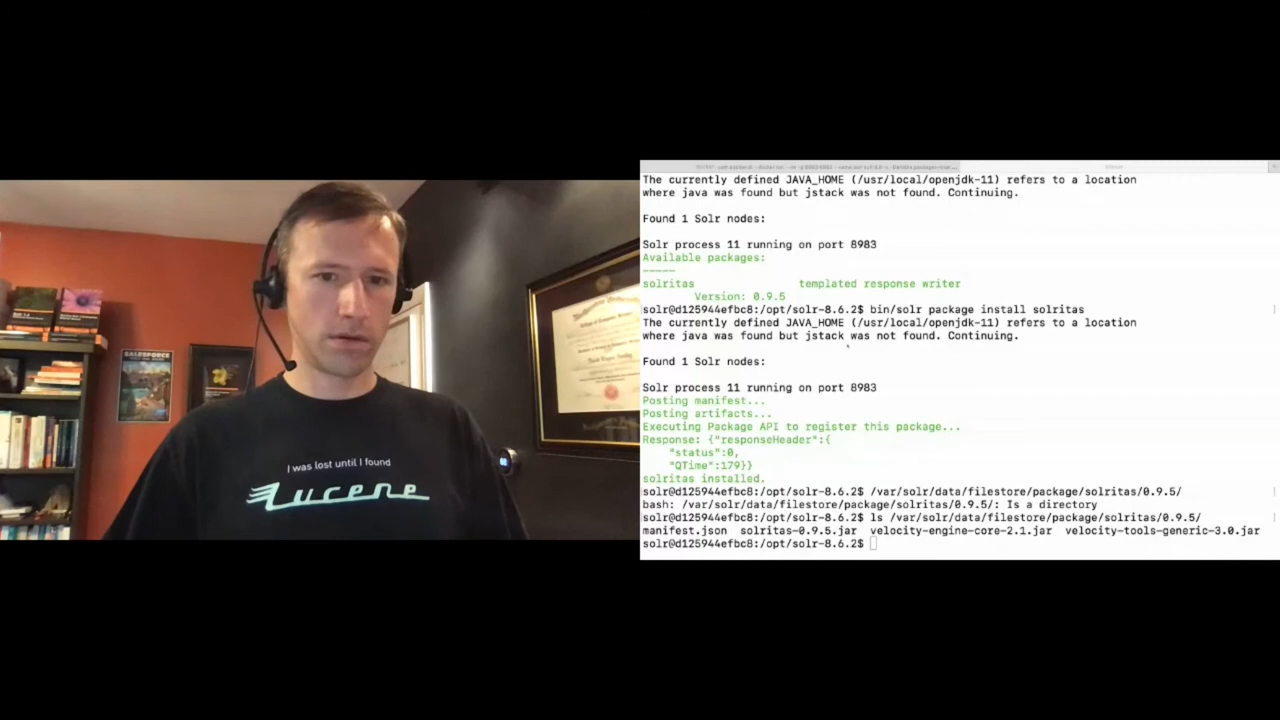 SALESFORCE
I was lost until I found
Lucene
The currently defined JAVA_HOME (/usr/local/openjdk-11) refers to a location
where java was found but jstack was not found. Continuing.
Found 1 Solr nodes:
Solr process 11 running on port 8983
Available packages:
-----
solritas templated response writer
Version: 0.9.5
solr@d125944efbc8:/opt/solr-8.6.2$ bin/solr package install solritas
The currently defined JAVA_HOME (/usr/local/openjdk-11) refers to a location
where java was found but jstack was not found. Continuing.
Found 1 Solr nodes:
Solr process 11 running on port 8983
Posting manifest...
Posting artifacts...
Executing Package API to register this package...
Response: {"responseHeader":{
"status":0,
"QTime":179}}
solritas installed.
solr@d125944efbc8:/opt/solr-8.6.2$ /var/solr/data/filestore/package/solritas/0.9.5/
bash: /var/solr/data/filestore/package/solritas/0.9.5/: Is a directory
solr@d125944efbc8:/opt/solr-8.6.2$ ls /var/solr/data/filestore/package/solritas/0.9.5/
manifest.json solritas-0.9.5.jar velocity-engine-core-2.1.jar velocity-tools-generic-3.0.jar
solr@d125944efbc8:/opt/solr-8.6.2$